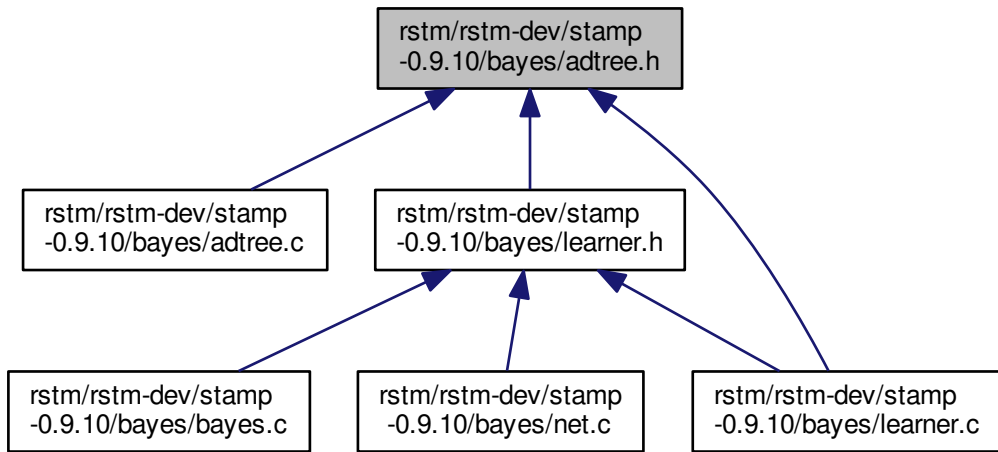 rstm/rstm-dev/stamp
-0.9.10/bayes/adtree.h
rstm/rstm-dev/stamp
-0.9.10/bayes/adtree.c
rstm/rstm-dev/stamp
-0.9.10/bayes/learner.h
rstm/rstm-dev/stamp
-0.9.10/bayes/bayes.c
rstm/rstm-dev/stamp
-0.9.10/bayes/net.c
rstm/rstm-dev/stamp
-0.9.10/bayes/learner.c